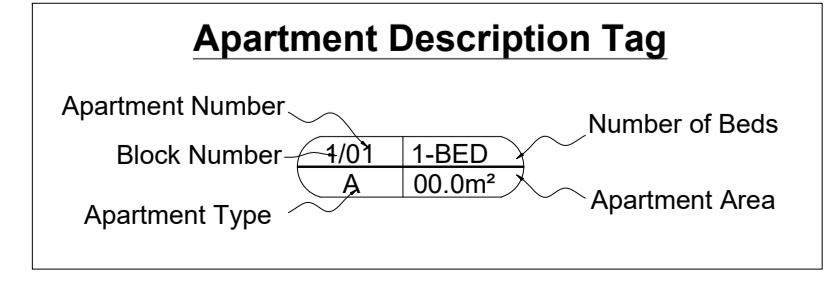 Apartment Description Tag
Apartment Number
Number of Beds
Block Number
1/01 1-BED
A 00.0m²
Apartment Type
Apartment Area